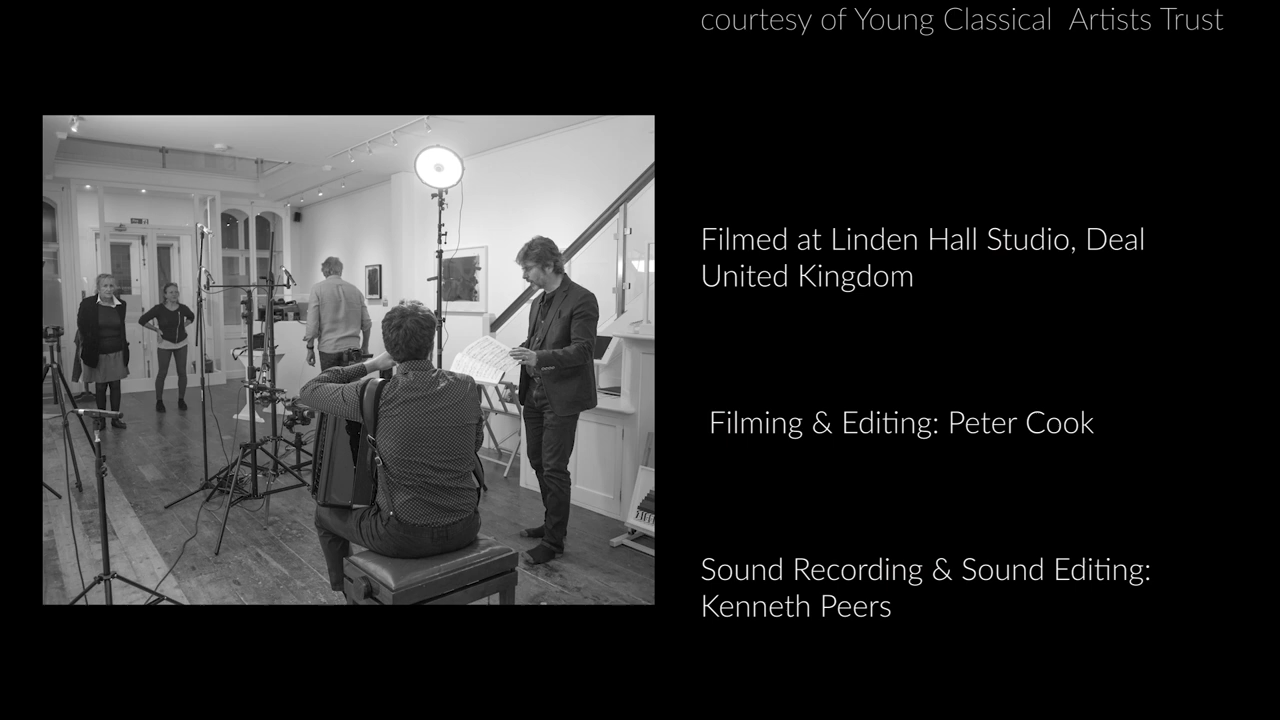 courtesy of Young Classical Artists Trust
Filmed at Linden Hall Studio, Deal
United Kingdom
Filming & Editing: Peter Cook
Sound Recording & Sound Editing:
Kenneth Peers